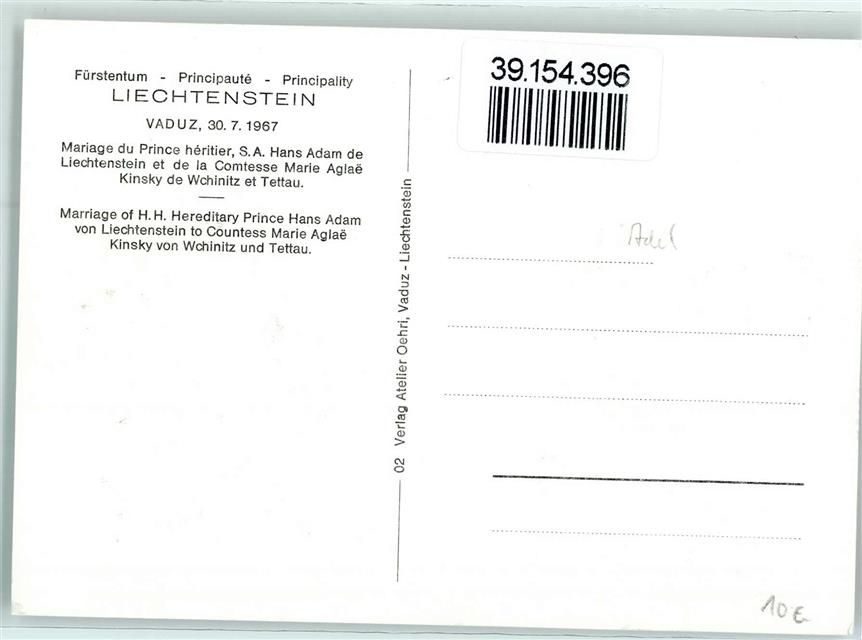 Fürstentum - Principauté - Principality
LIECHTENSTEIN
VADUZ, 30. 7. 1967
Mariage du Prince héritier, S.A. Hans Adam de
Liechtenstein et de la Comtesse Marie Aglaë
Kinsky de Wchinitz et Tettau.
Marriage of H.H. Hereditary Prince Hans Adam
von Liechtenstein to Countess Marie Aglaë
Kinsky von Wchinitz und Tettau.
02 Verlag Atelier Oehri, Vaduz - Liechtenstein
39.154.396
Adel
10€